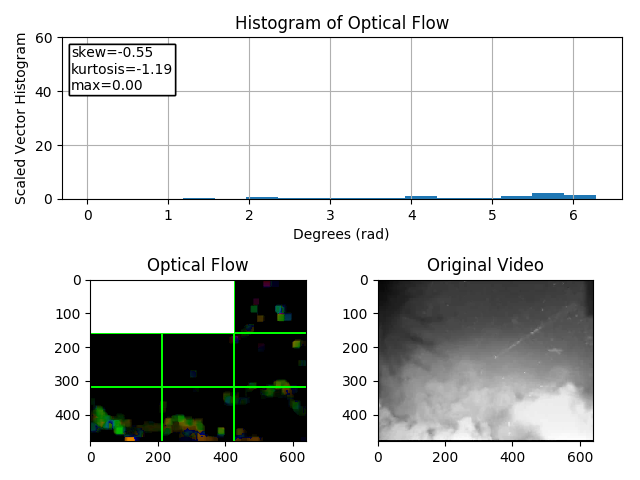 Histogram of Optical Flow
Scaled Vector Histogram
60
40
20
0
skew=-0.55
kurtosis=-1.19
max=0.00
0 1 2 3 4 5 6
Degrees (rad)
Optical Flow
0
100
200
300
400
0 200 400 600
Original Video
0
100
200
300
400
0 200 400 600